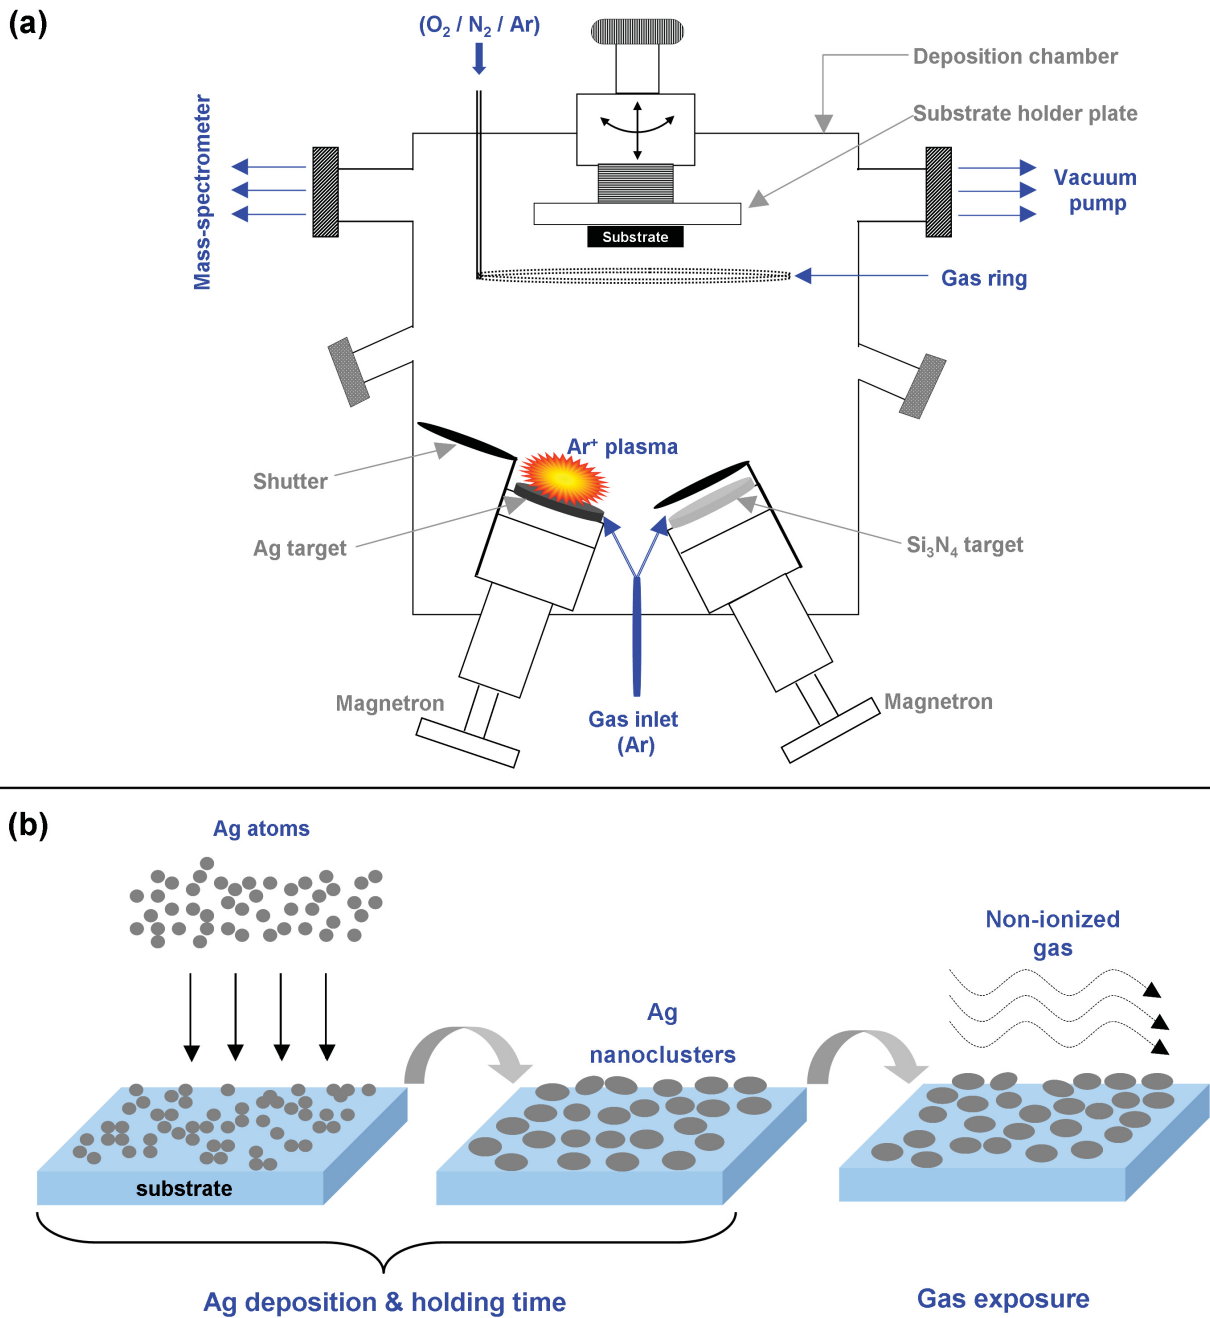 (a)
(O₂ / N₂ / Ar)
Deposition chamber
Substrate holder plate
Mass-spectrometer
Vacuum
pump
Substrate
Gas ring
Ar⁺ plasma
Shutter
Ag target
Si₃N₄ target
Magnetron
Gas inlet
(Ar)
Magnetron
(b)
Ag atoms
Non-ionized
gas
Ag
nanoclusters
substrate
Ag deposition & holding time
Gas exposure